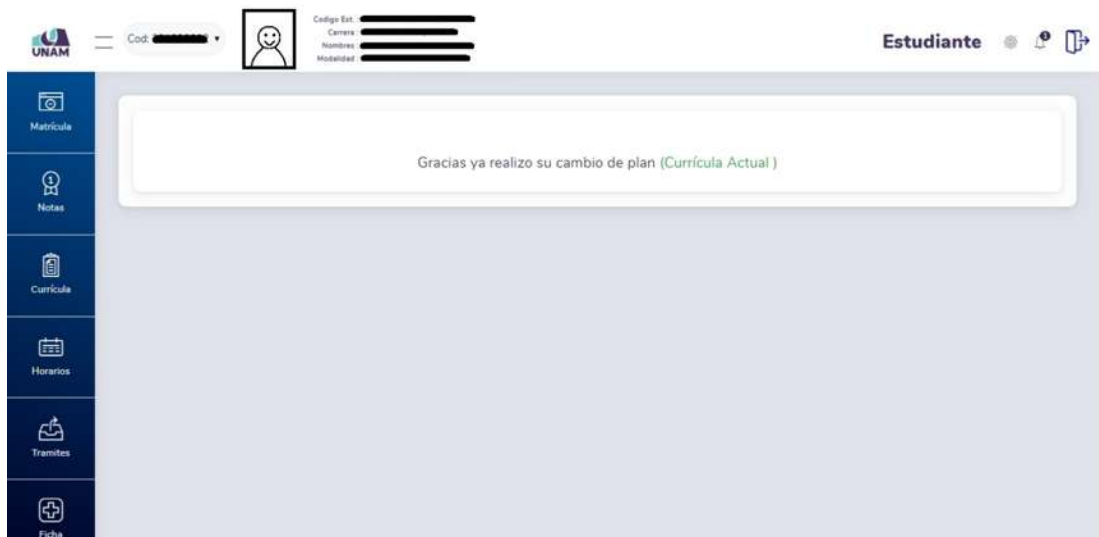 UNAM
Cod:
Codigo Est. :
Carrera :
Nombres :
Modalidad :
Estudiante
Matrícula
Gracias ya realizo su cambio de plan (Currícula Actual )
Notas
Currícula
Horarios
Tramites
Ficha